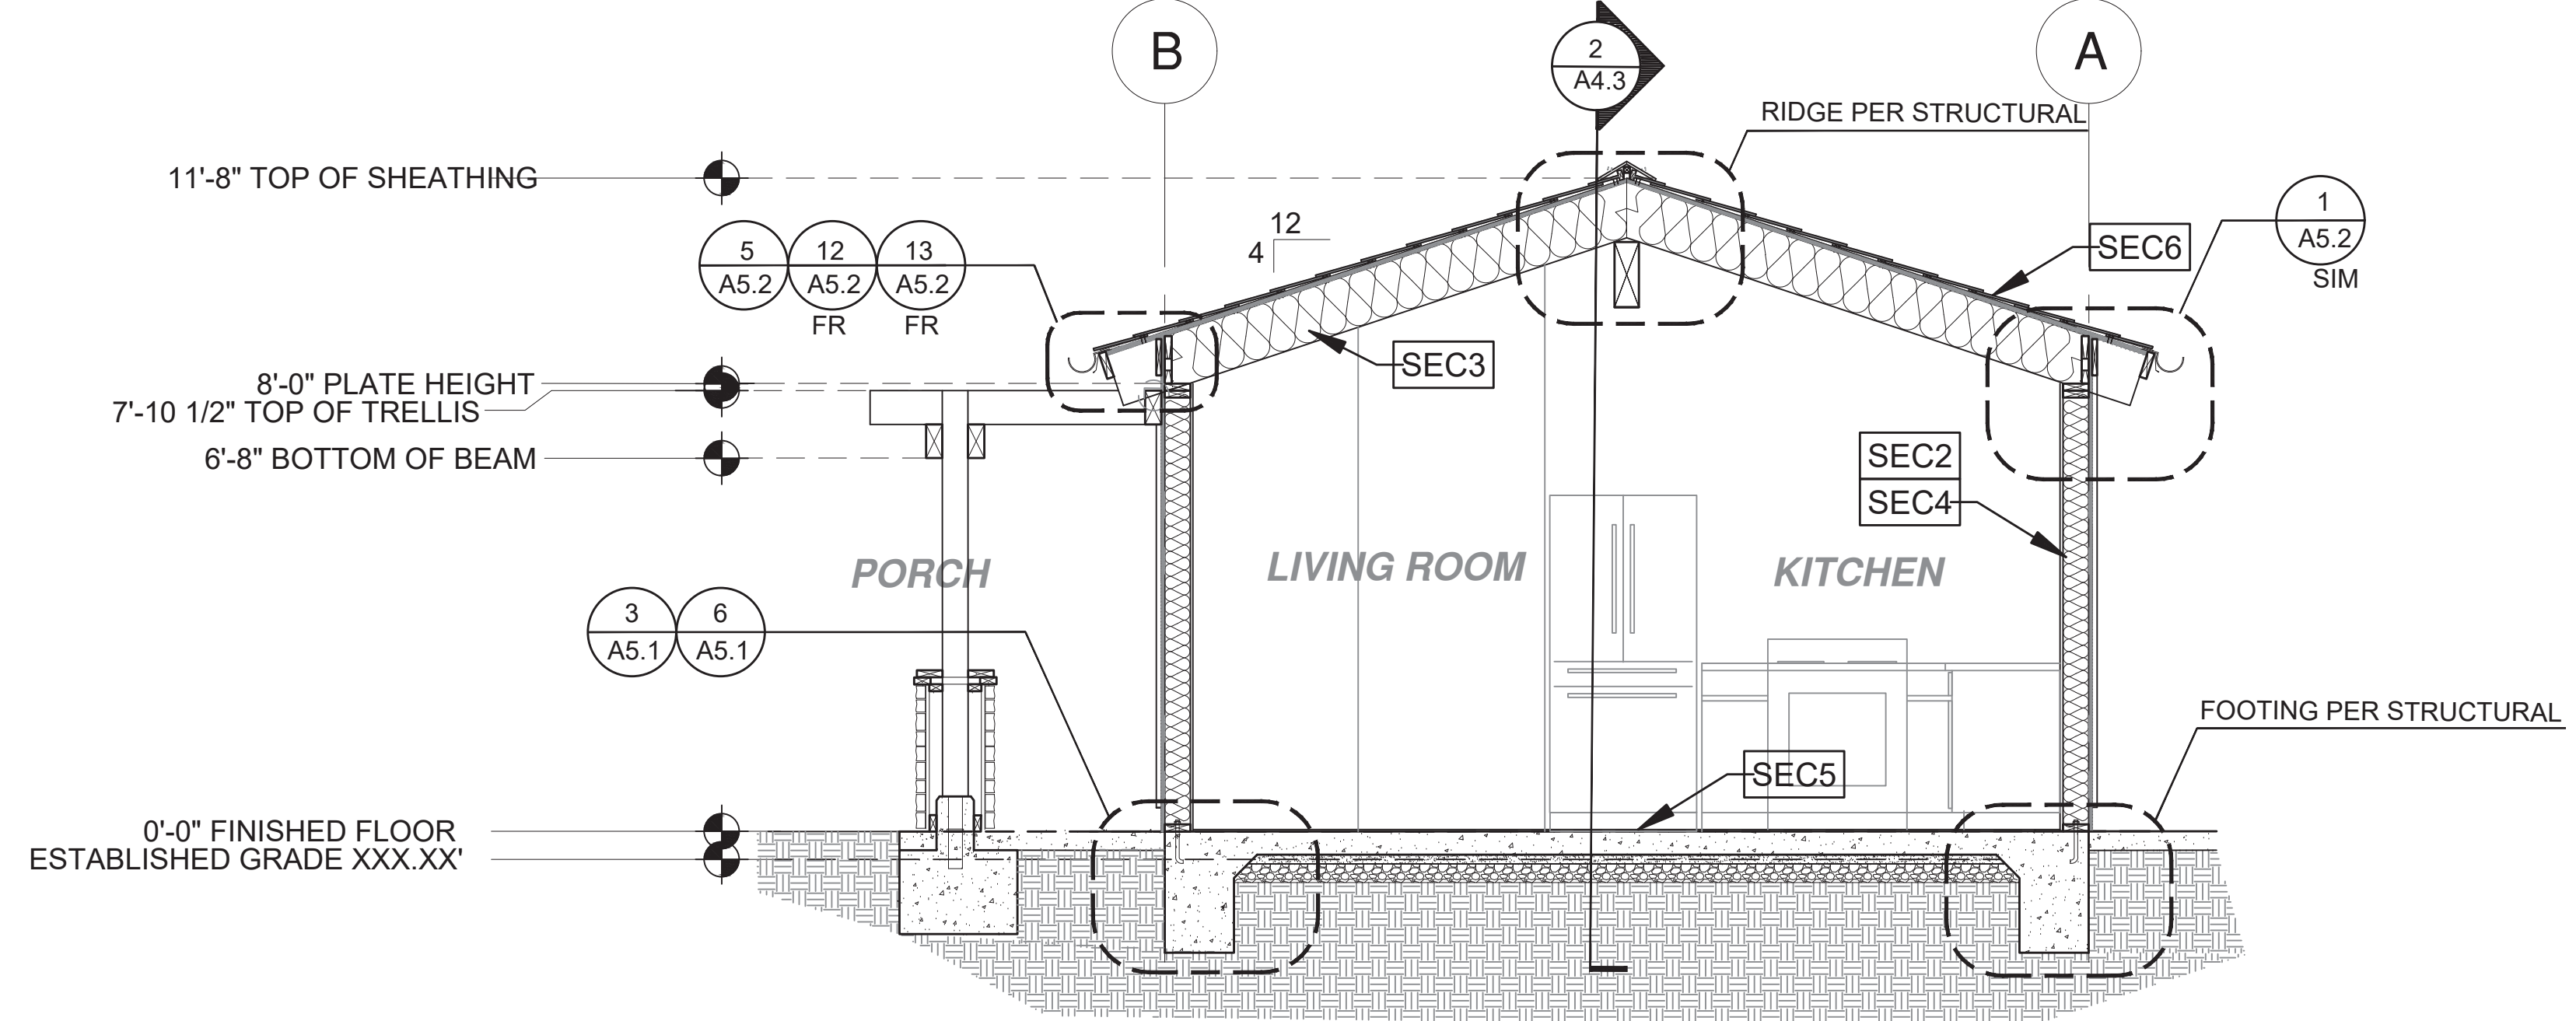 B
2
A4.3
A
RIDGE PER STRUCTURAL
11'-8" TOP OF SHEATHING
12
4
5
A5.2
12
A5.2
FR
13
A5.2
FR
SEC6
1
A5.2
SIM
SEC3
8'-0" PLATE HEIGHT
7'-10 1/2" TOP OF TRELLIS
6'-8" BOTTOM OF BEAM
SEC2
SEC4
PORCH
LIVING ROOM
KITCHEN
3
A5.1
6
A5.1
FOOTING PER STRUCTURAL
SEC5
0'-0" FINISHED FLOOR
ESTABLISHED GRADE XXX.XX'